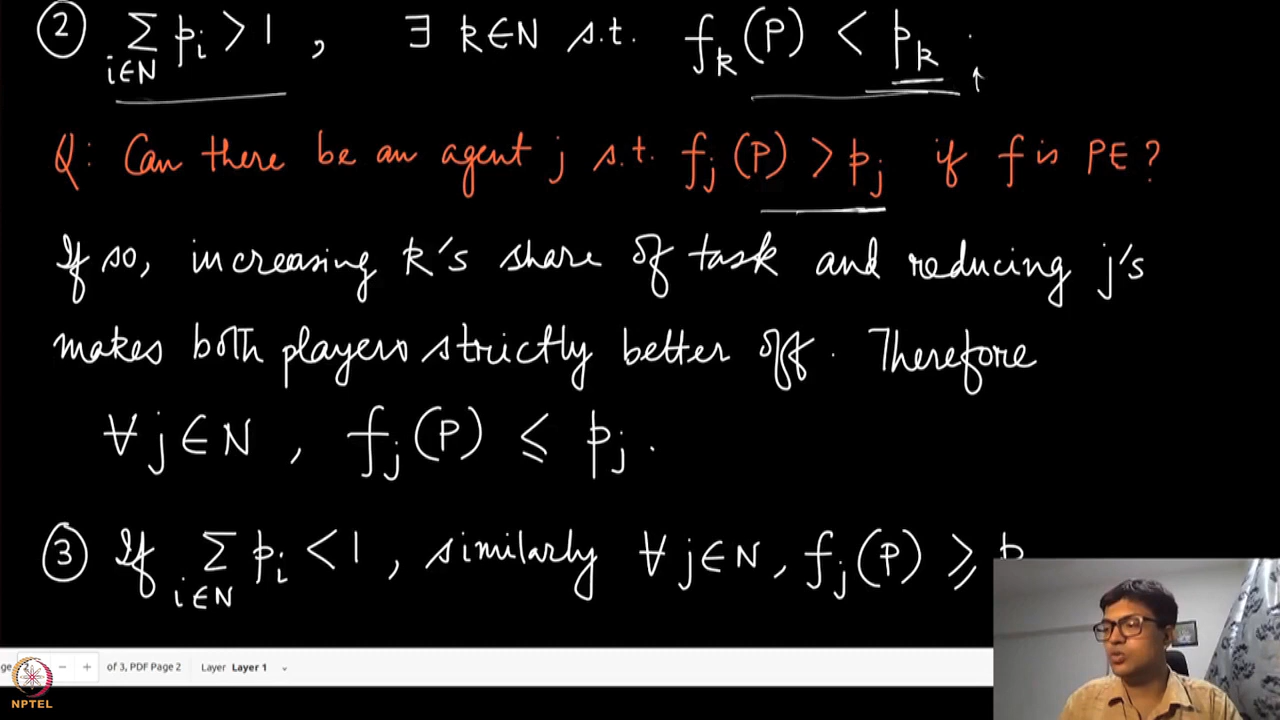 ② ∑_{i∈N} p_i > 1 , ∃ k∈N s.t. f_k(P) < p_k .
Q: Can there be an agent j s.t. f_j(P) > p_j if f is PE?
If so, increasing k's share of task and reducing j's
makes both players strictly better off. Therefore
∀ j∈N , f_j(P) ⩽ p_j .
③ If ∑_{i∈N} p_i < 1 , similarly ∀ j∈N, f_j(P) ⩾ p
of 3, PDF Page 2 Layer Layer 1
NPTEL